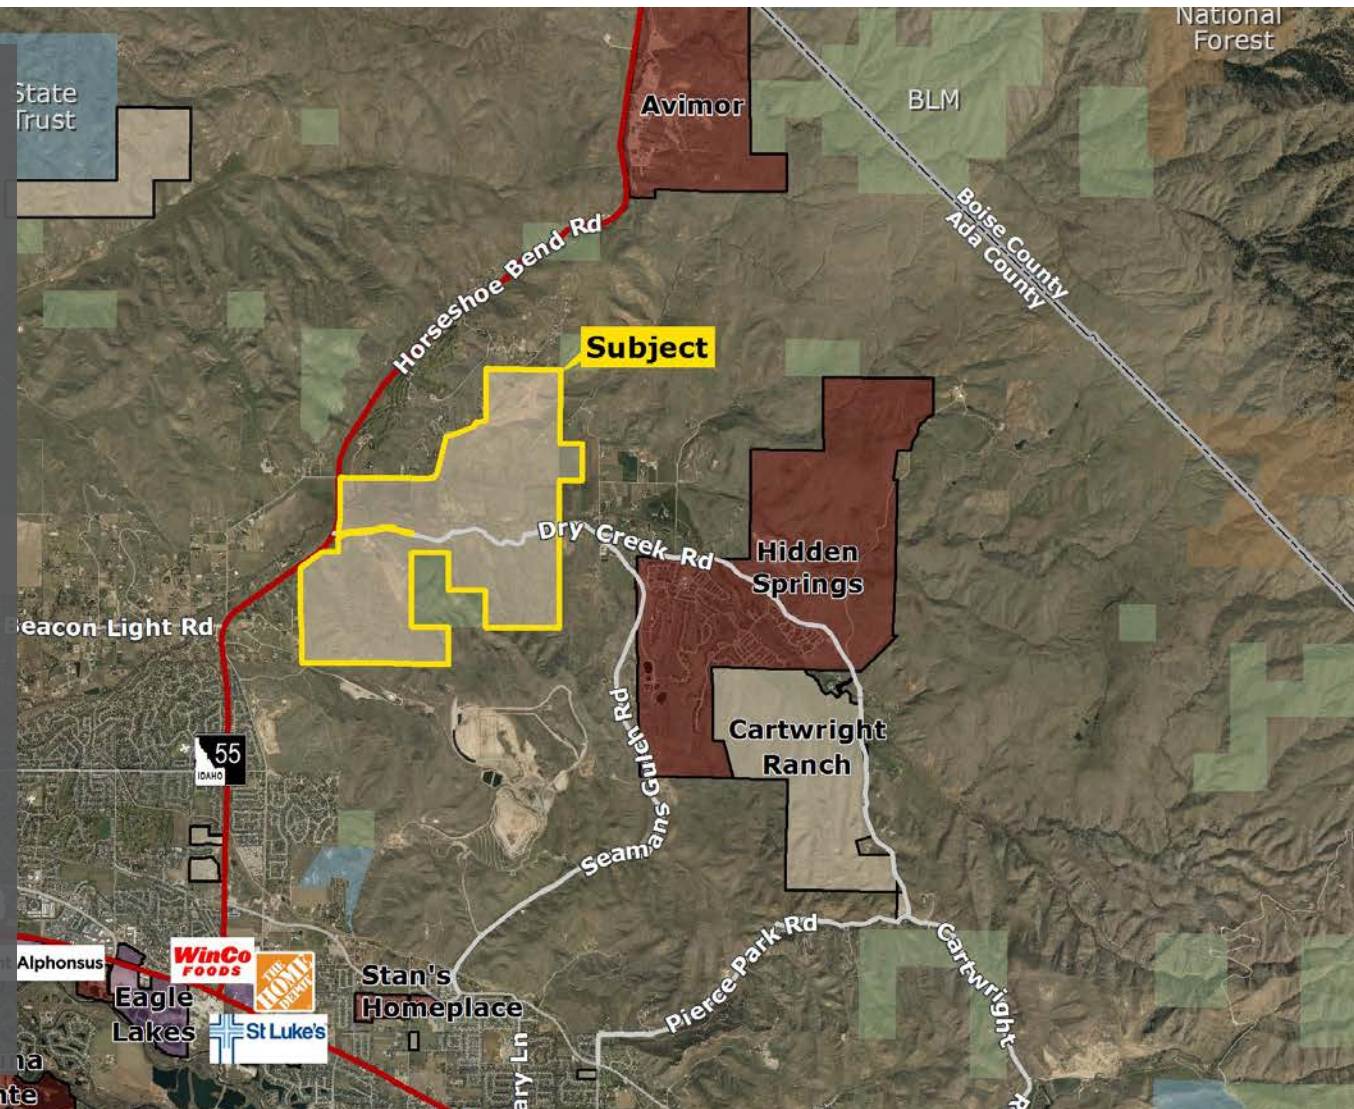 National
Forest
State
Trust
Avimor
BLM
Boise County
Ada County
Horseshoe Bend Rd
Subject
Dry Creek Rd
Hidden
Springs
Beacon Light Rd
Seamans Gulch Rd
Cartwright
Ranch
55
IDAHO
Pierce Park Rd
Cartwright R
Alphonsus
WinCo
FOODS
THE
HOME
DEPOT
Stan's
Homeplace
Eagle
Lakes
St Luke's
ary Ln